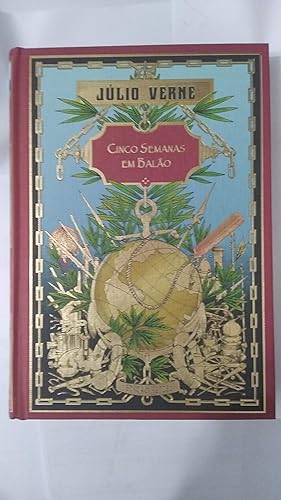 JÚLIO VERNE
CINCO SEMANAS
EM BALÃO